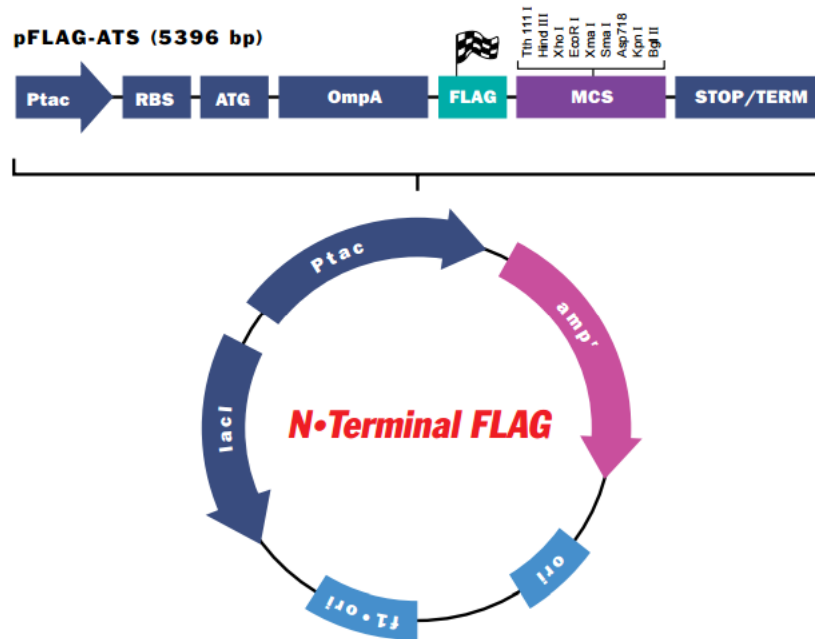 pFLAG-ATS (5396 bp)
Tth 111 I
Hind III
Xho I
EcoR I
Xma I
Sma I
Asp718
Kpn I
Bgl II
Ptac
RBS
ATG
OmpA
FLAG
MCS
STOP/TERM
Ptac
amp r
lacI
N•Terminal FLAG
ori
f1•ori